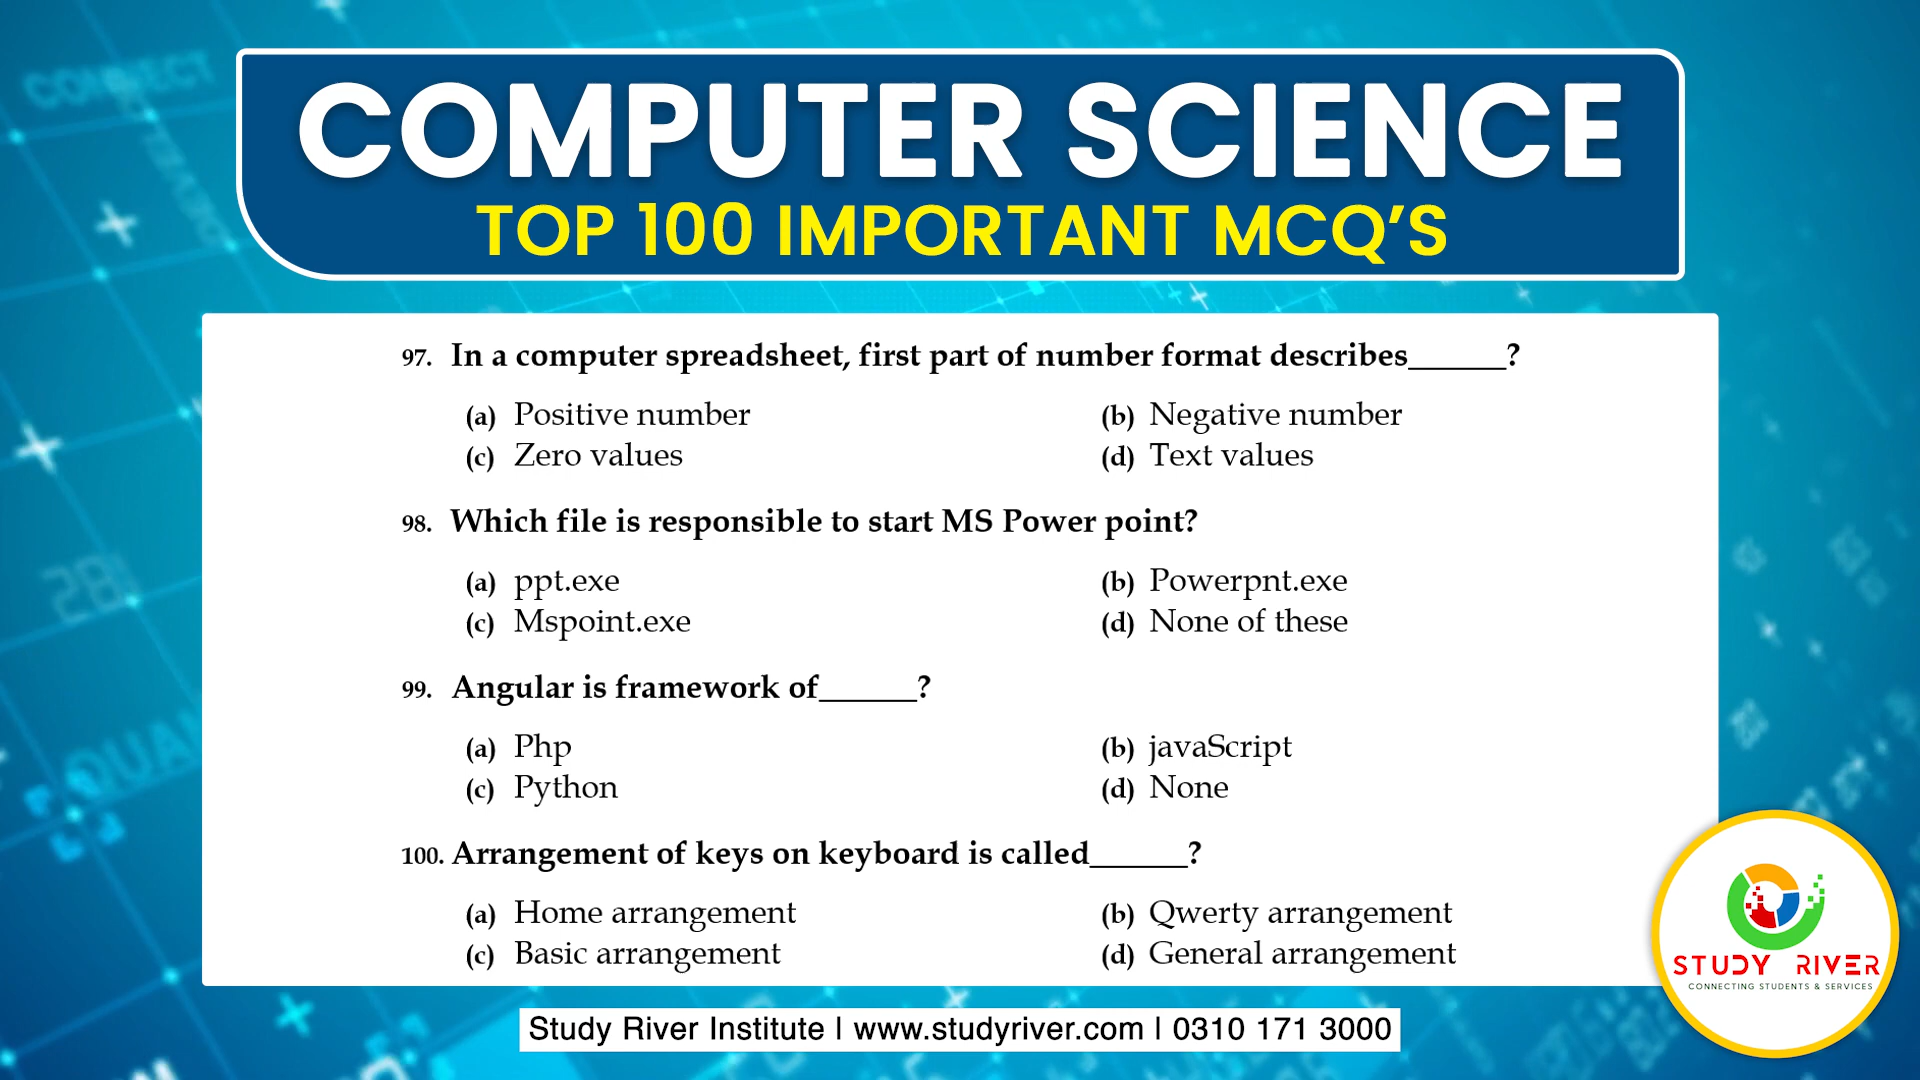 COMPUTER SCIENCE
TOP 100 IMPORTANT MCQ'S
97. In a computer spreadsheet, first part of number format describes______?
(a) Positive number (b) Negative number
(c) Zero values (d) Text values
98. Which file is responsible to start MS Power point?
(a) ppt.exe (b) Powerpnt.exe
(c) Mspoint.exe (d) None of these
99. Angular is framework of______?
(a) Php (b) javaScript
(c) Python (d) None
100. Arrangement of keys on keyboard is called______?
(a) Home arrangement (b) Qwerty arrangement
(c) Basic arrangement (d) General arrangement
STUDY RIVER
CONNECTING STUDENTS & SERVICES
Study River Institute | www.studyriver.com | 0310 171 3000
CONNECT